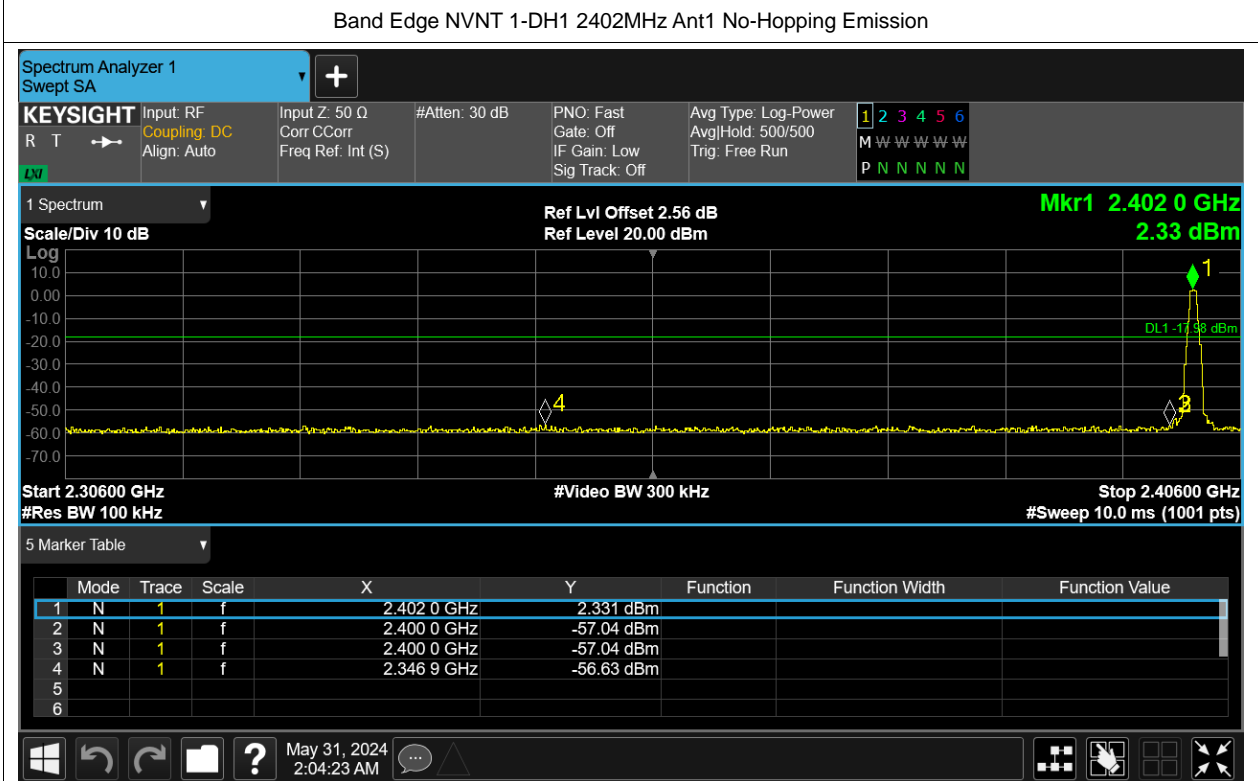 Band Edge NVNT 1-DH1 2402MHz Ant1 No-Hopping Emission
Spectrum Analyzer 1
Swept SA
KEYSIGHT
R T
LXI
Input: RF
Coupling: DC
Align: Auto
Input Z: 50 Ω
Corr CCorr
Freq Ref: Int (S)
#Atten: 30 dB
PNO: Fast
Gate: Off
IF Gain: Low
Sig Track: Off
Avg Type: Log-Power
Avg|Hold: 500/500
Trig: Free Run
1 2 3 4 5 6
M W W W W W
P N N N N N
1 Spectrum
Scale/Div 10 dB
Ref Lvl Offset 2.56 dB
Ref Level 20.00 dBm
Mkr1 2.402 0 GHz
2.33 dBm
Log
10.0
0.00
-10.0
-20.0
-30.0
-40.0
-50.0
-60.0
-70.0
1
DL1 -17.98 dBm
4
3
Start 2.30600 GHz
#Video BW 300 kHz
Stop 2.40600 GHz
#Res BW 100 kHz
#Sweep 10.0 ms (1001 pts)
5 Marker Table
Mode Trace Scale X Y Function Function Width Function Value
1 N 1 f 2.402 0 GHz 2.331 dBm
2 N 1 f 2.400 0 GHz -57.04 dBm
3 N 1 f 2.400 0 GHz -57.04 dBm
4 N 1 f 2.346 9 GHz -56.63 dBm
5
6
?
May 31, 2024
2:04:23 AM